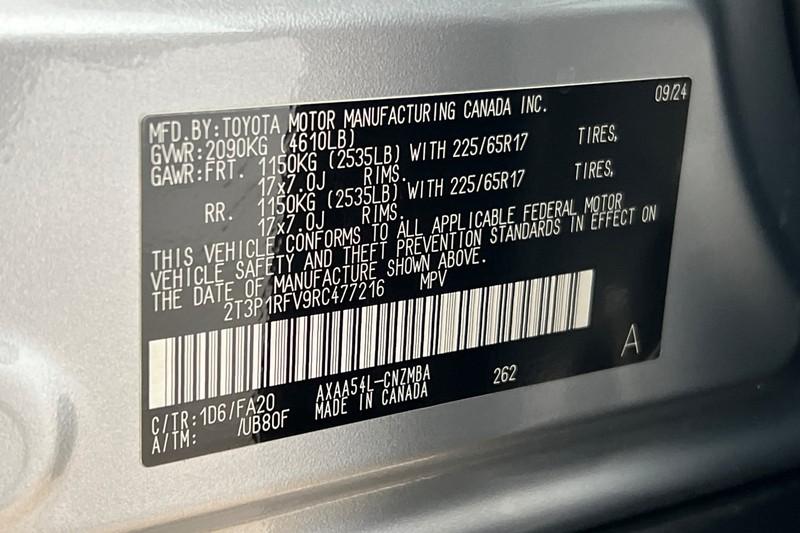 09/24
MFD.BY:TOYOTA MOTOR MANUFACTURING CANADA INC.
GVWR:2090KG (4610LB)
GAWR:FRT. 1150KG (2535LB) WITH 225/65R17 TIRES,
17x7.0J RIMS.
RR. 1150KG (2535LB) WITH 225/65R17 TIRES,
17x7.0J RIMS.
THIS VEHICLE CONFORMS TO ALL APPLICABLE FEDERAL MOTOR
VEHICLE SAFETY AND THEFT PREVENTION STANDARDS IN EFFECT ON
THE DATE OF MANUFACTURE SHOWN ABOVE.
2T3P1RFV9RC477216 MPV
A
C/TR:1D6/FA20 AXAA54L-CNZMBA 262
A/TM: /UB80F MADE IN CANADA